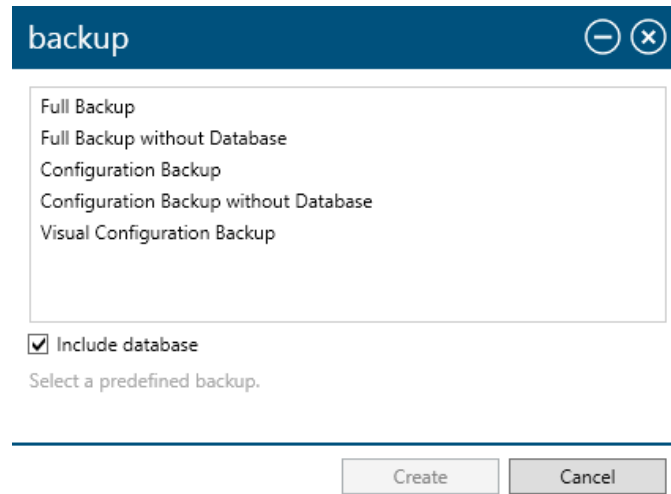 backup
Full Backup
Full Backup without Database
Configuration Backup
Configuration Backup without Database
Visual Configuration Backup
Include database
Select a predefined backup.
Create
Cancel